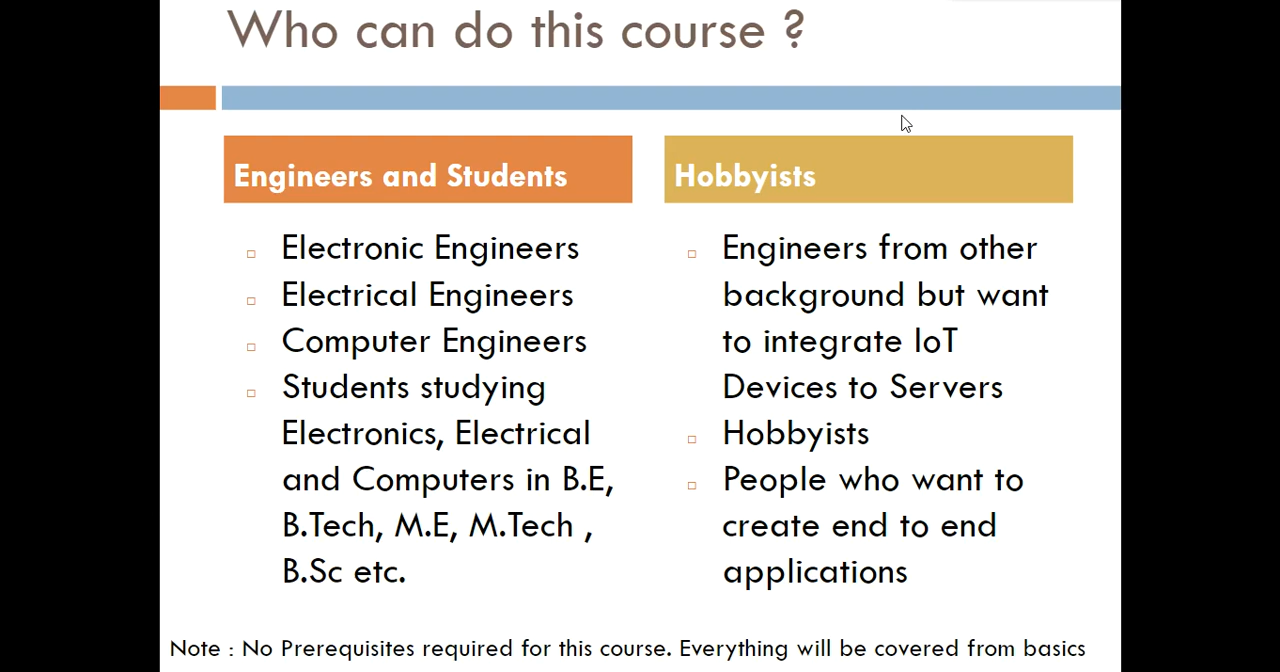 Who can do this course ?
Engineers and Students
Electronic Engineers
Electrical Engineers
Computer Engineers
Students studying
Electronics, Electrical
and Computers in B.E,
B.Tech, M.E, M.Tech ,
B.Sc etc.
Hobbyists
Engineers from other
background but want
to integrate IoT
Devices to Servers
Hobbyists
People who want to
create end to end
applications
Note : No Prerequisites required for this course. Everything will be covered from basics